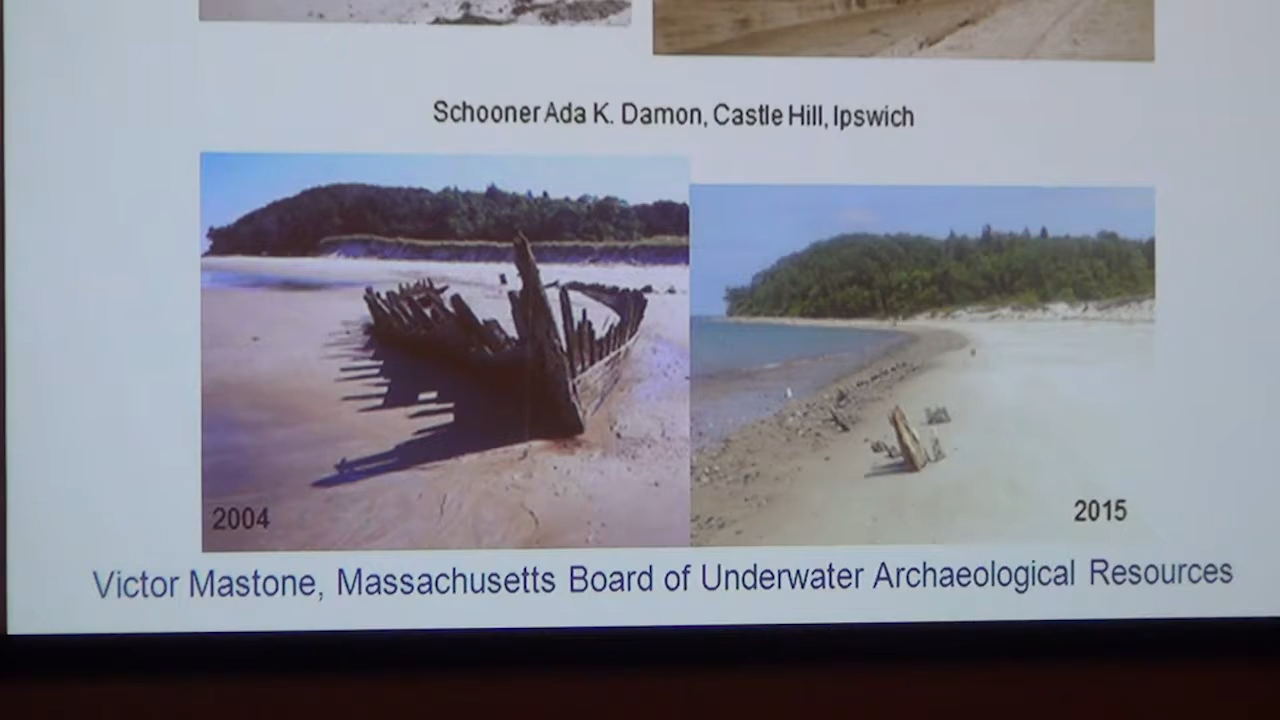 Schooner Ada K. Damon, Castle Hill, Ipswich
2004
2015
Victor Mastone, Massachusetts Board of Underwater Archaeological Resources